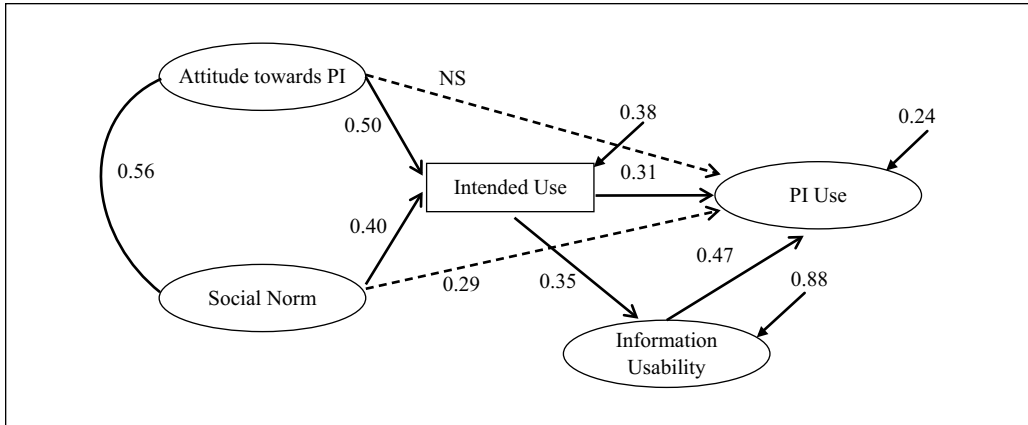 Attitude towards PI
NS
0.50
0.38
0.56
Intended Use
0.31
0.24
PI Use
0.40
Social Norm
0.29
0.35
0.47
0.88
Information
Usability